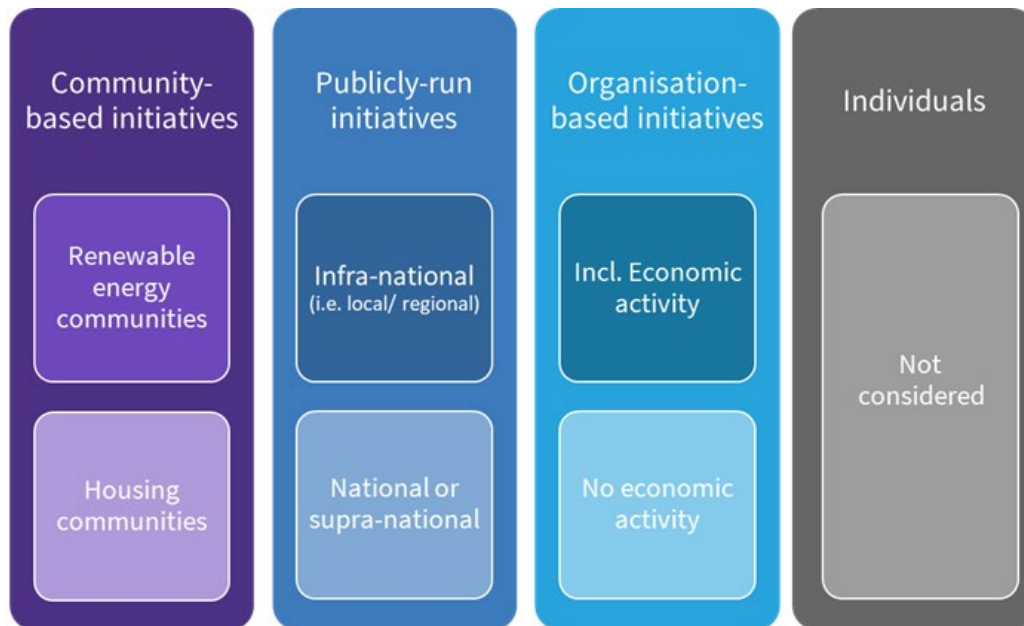 Community-
based initiatives
Renewable
energy
communities
Housing
communities
Publicly-run
initiatives
Infra-national
(i.e. local/ regional)
National or
supra-national
Organisation-
based initiatives
Incl. Economic
activity
No economic
activity
Individuals
Not
considered